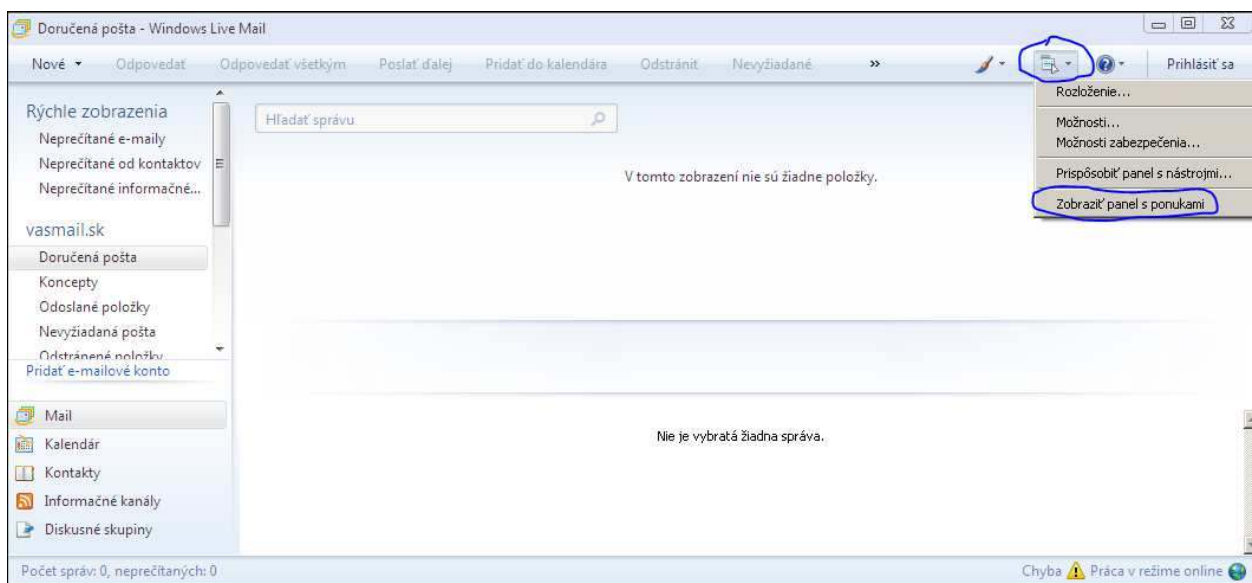 Doručená pošta - Windows Live Mail
Nové Odpovedať Odpovedať všetkým Poslať ďalej Pridať do kalendára Odstrániť Nevyžiadané » Prihlásiť sa
Rozloženie...
Možnosti...
Možnosti zabezpečenia...
Prispôsobiť panel s nástrojmi...
Zobraziť panel s ponukami
Rýchle zobrazenia
Neprečítané e-maily
Neprečítané od kontaktov
Neprečítané informačné...
vasmail.sk
Doručená pošta
Koncepty
Odoslané položky
Nevyžiadaná pošta
Odstránené položky
Pridať e-mailové konto
Mail
Kalendár
Kontakty
Informačné kanály
Diskusné skupiny
Hľadať správu
V tomto zobrazení nie sú žiadne položky.
Nie je vybratá žiadna správa.
Počet správ: 0, neprečítaných: 0
Chyba Práca v režime online